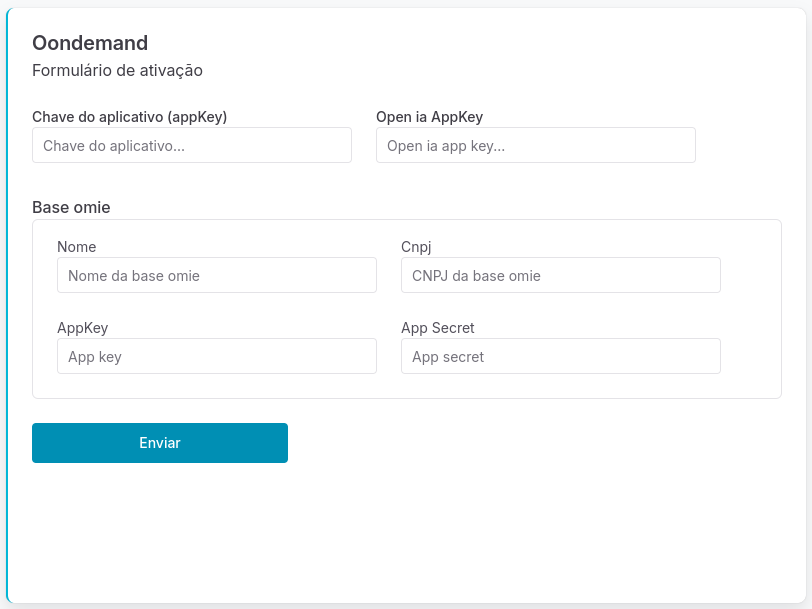 Oondemand
Formulário de ativação
Chave do aplicativo (appKey) Open ia AppKey
Chave do aplicativo... Open ia app key...
Base omie
Nome Cnpj
Nome da base omie CNPJ da base omie
AppKey App Secret
App key App secret
Enviar